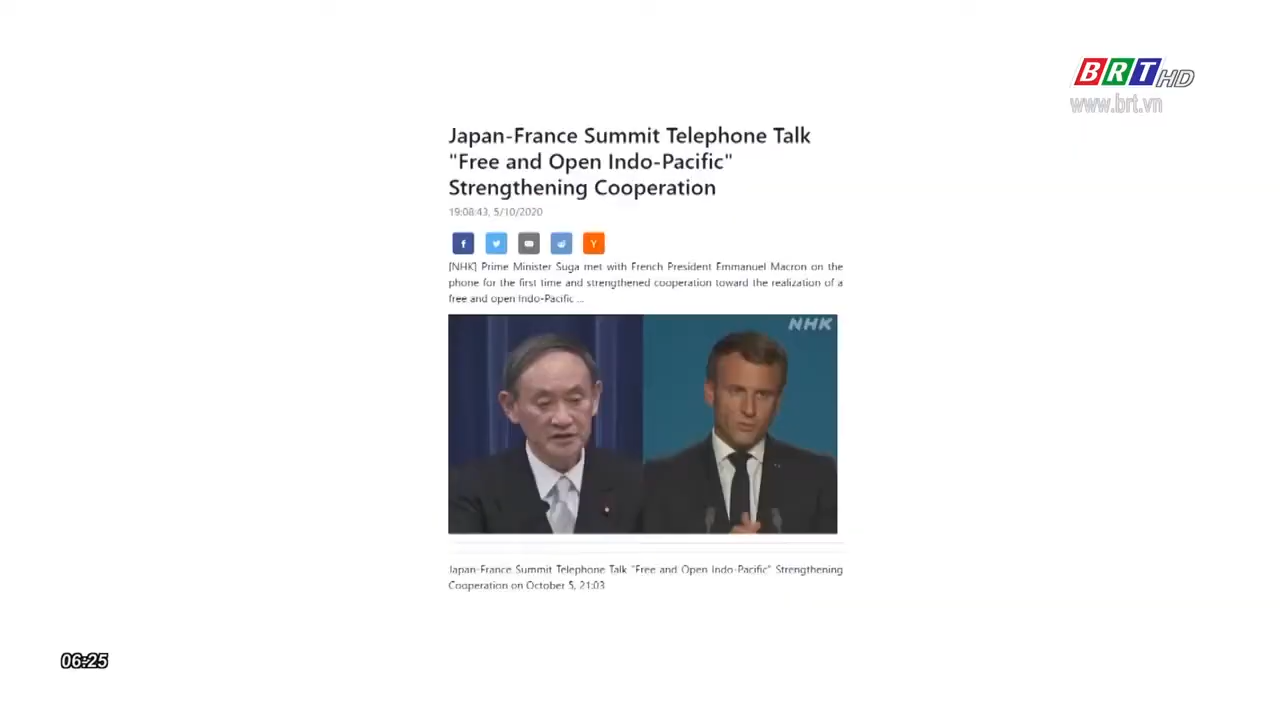 BRT HD
www.brt.vn
Japan-France Summit Telephone Talk
"Free and Open Indo-Pacific"
Strengthening Cooperation
19:08:43, 5/10/2020
[NHK] Prime Minister Suga met with French President Emmanuel Macron on the
phone for the first time and strengthened cooperation toward the realization of a
free and open Indo-Pacific ...
NHK
Japan-France Summit Telephone Talk "Free and Open Indo-Pacific" Strengthening
Cooperation on October 5, 21:03
06:25